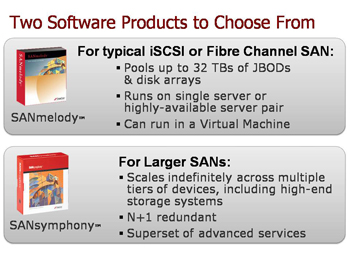 Two Software Products to Choose From
For typical iSCSI or Fibre Channel SAN:
▪ Pools up to 32 TBs of JBODs
& disk arrays
▪ Runs on single server or
highly-available server pair
▪ Can run in a Virtual Machine
SANmelody™
For Larger SANs:
▪ Scales indefinitely across multiple
tiers of devices, including high-end
storage systems
▪ N+1 redundant
▪ Superset of advanced services
SANsymphony™